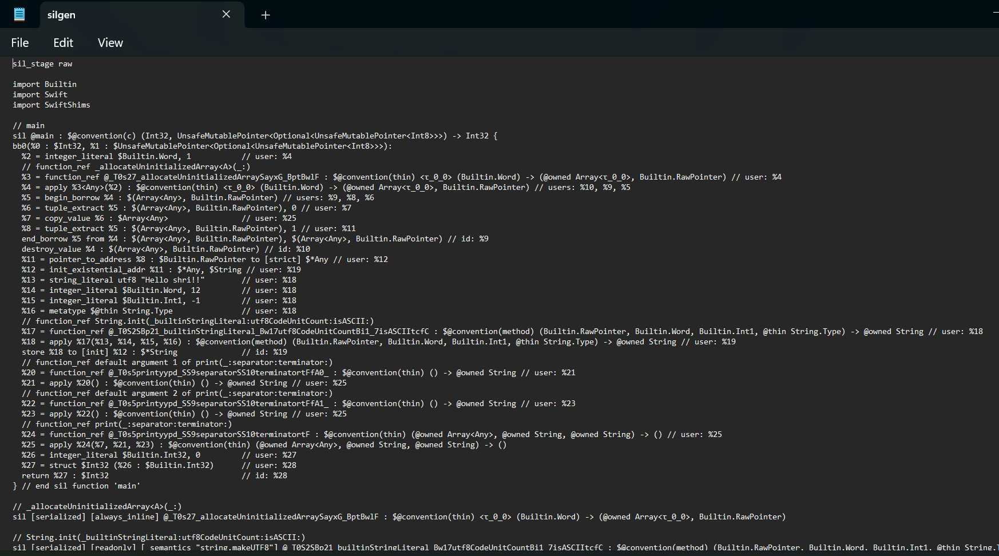 silgen
File Edit View
sil_stage raw
import Builtin
import Swift
import SwiftShims
// main
sil @main : $@convention(c) (Int32, UnsafeMutablePointer<Optional<UnsafeMutablePointer<Int8>>>) -> Int32 {
bb0(%0 : $Int32, %1 : $UnsafeMutablePointer<Optional<UnsafeMutablePointer<Int8>>>):
  %2 = integer_literal $Builtin.Word, 1           // user: %4
  // function_ref _allocateUninitializedArray<A>(_:)
  %3 = function_ref @_T0s27_allocateUninitializedArraySayxG_BptBwlF : $@convention(thin) <τ_0_0> (Builtin.Word) -> (@owned Array<τ_0_0>, Builtin.RawPointer) // user: %4
  %4 = apply %3<Any>(%2) : $@convention(thin) <τ_0_0> (Builtin.Word) -> (@owned Array<τ_0_0>, Builtin.RawPointer) // users: %10, %9, %5
  %5 = begin_borrow %4 : $(Array<Any>, Builtin.RawPointer) // users: %9, %8, %6
  %6 = tuple_extract %5 : $(Array<Any>, Builtin.RawPointer), 0 // user: %7
  %7 = copy_value %6 : $Array<Any>                // user: %25
  %8 = tuple_extract %5 : $(Array<Any>, Builtin.RawPointer), 1 // user: %11
  end_borrow %5 from %4 : $(Array<Any>, Builtin.RawPointer), $(Array<Any>, Builtin.RawPointer) // id: %9
  destroy_value %4 : $(Array<Any>, Builtin.RawPointer) // id: %10
  %11 = pointer_to_address %8 : $Builtin.RawPointer to [strict] $*Any // user: %12
  %12 = init_existential_addr %11 : $*Any, $String // user: %19
  %13 = string_literal utf8 "Hello shri!!"        // user: %18
  %14 = integer_literal $Builtin.Word, 12         // user: %18
  %15 = integer_literal $Builtin.Int1, -1         // user: %18
  %16 = metatype $@thin String.Type               // user: %18
  // function_ref String.init(_builtinStringLiteral:utf8CodeUnitCount:isASCII:)
  %17 = function_ref @_T0S2SBp21_builtinStringLiteral_Bw17utf8CodeUnitCountBi1_7isASCIItcfC : $@convention(method) (Builtin.RawPointer, Builtin.Word, Builtin.Int1, @thin String.Type) -> @owned String // user: %18
  %18 = apply %17(%13, %14, %15, %16) : $@convention(method) (Builtin.RawPointer, Builtin.Word, Builtin.Int1, @thin String.Type) -> @owned String // user: %19
  store %18 to [init] %12 : $*String              // id: %19
  // function_ref default argument 1 of print(_:separator:terminator:)
  %20 = function_ref @_T0s5printyypd_SS9separatorSS10terminatortFfA0_ : $@convention(thin) () -> @owned String // user: %21
  %21 = apply %20() : $@convention(thin) () -> @owned String // user: %25
  // function_ref default argument 2 of print(_:separator:terminator:)
  %22 = function_ref @_T0s5printyypd_SS9separatorSS10terminatortFfA1_ : $@convention(thin) () -> @owned String // user: %23
  %23 = apply %22() : $@convention(thin) () -> @owned String // user: %25
  // function_ref print(_:separator:terminator:)
  %24 = function_ref @_T0s5printyypd_SS9separatorSS10terminatortF : $@convention(thin) (@owned Array<Any>, @owned String, @owned String) -> () // user: %25
  %25 = apply %24(%7, %21, %23) : $@convention(thin) (@owned Array<Any>, @owned String, @owned String) -> ()
  %26 = integer_literal $Builtin.Int32, 0         // user: %27
  %27 = struct $Int32 (%26 : $Builtin.Int32)      // user: %28
  return %27 : $Int32                             // id: %28
} // end sil function 'main'
// _allocateUninitializedArray<A>(_:)
sil [serialized] [always_inline] @_T0s27_allocateUninitializedArraySayxG_BptBwlF : $@convention(thin) <τ_0_0> (Builtin.Word) -> (@owned Array<τ_0_0>, Builtin.RawPointer)
// String.init(_builtinStringLiteral:utf8CodeUnitCount:isASCII:)
sil [serialized] [readonly] [_semantics "string.makeUTF8"] @_T0S2SBp21_builtinStringLiteral_Bw17utf8CodeUnitCountBi1_7isASCIItcfC : $@convention(method) (Builtin.RawPointer, Builtin.Word, Builtin.Int1, @thin String.